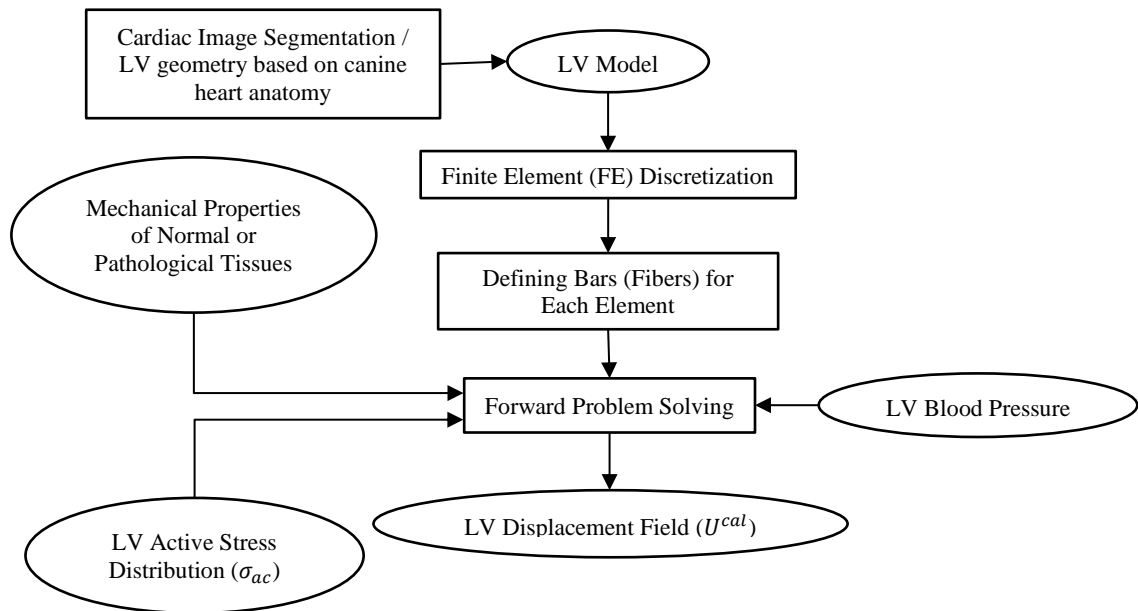 Cardiac Image Segmentation /
LV geometry based on canine
heart anatomy
LV Model
Finite Element (FE) Discretization
Mechanical Properties
of Normal or
Pathological Tissues
Defining Bars (Fibers) for
Each Element
Forward Problem Solving
LV Blood Pressure
LV Displacement Field (U^{cal})
LV Active Stress
Distribution (σ_{ac})